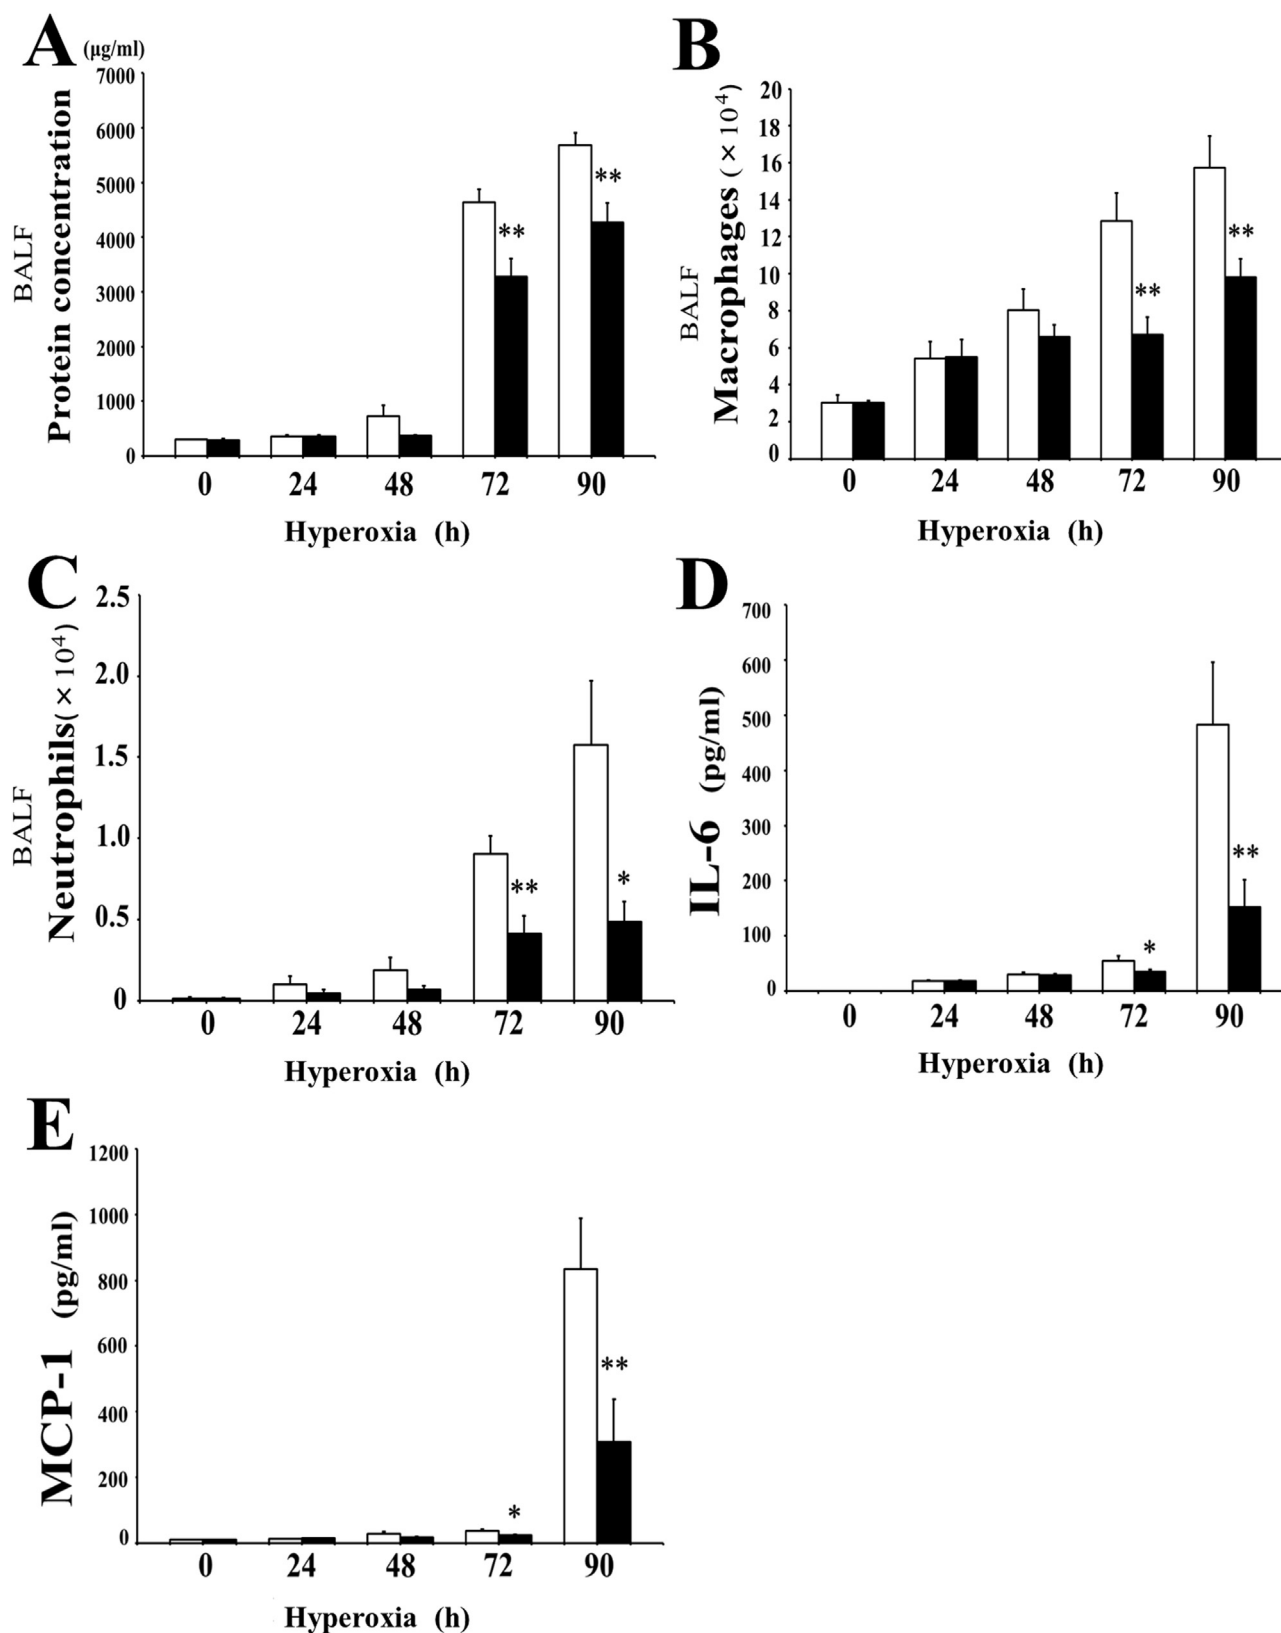 A
(μg/ml)
BALF
Protein concentration
7000
6000
5000
4000
3000
2000
1000
0
**
**
0 24 48 72 90
Hyperoxia (h)
B
BALF
Macrophages (×10⁴)
20
18
16
14
12
10
8
6
4
2
0
**
**
0 24 48 72 90
Hyperoxia (h)
C
BALF
Neutrophils(×10⁴)
2.5
2.0
1.5
1.0
0.5
0
**
*
0 24 48 72 90
Hyperoxia (h)
D
IL-6 (pg/ml)
700
600
500
400
300
200
100
0
*
**
0 24 48 72 90
Hyperoxia (h)
E
MCP-1 (pg/ml)
1200
1000
800
600
400
200
0
*
**
0 24 48 72 90
Hyperoxia (h)